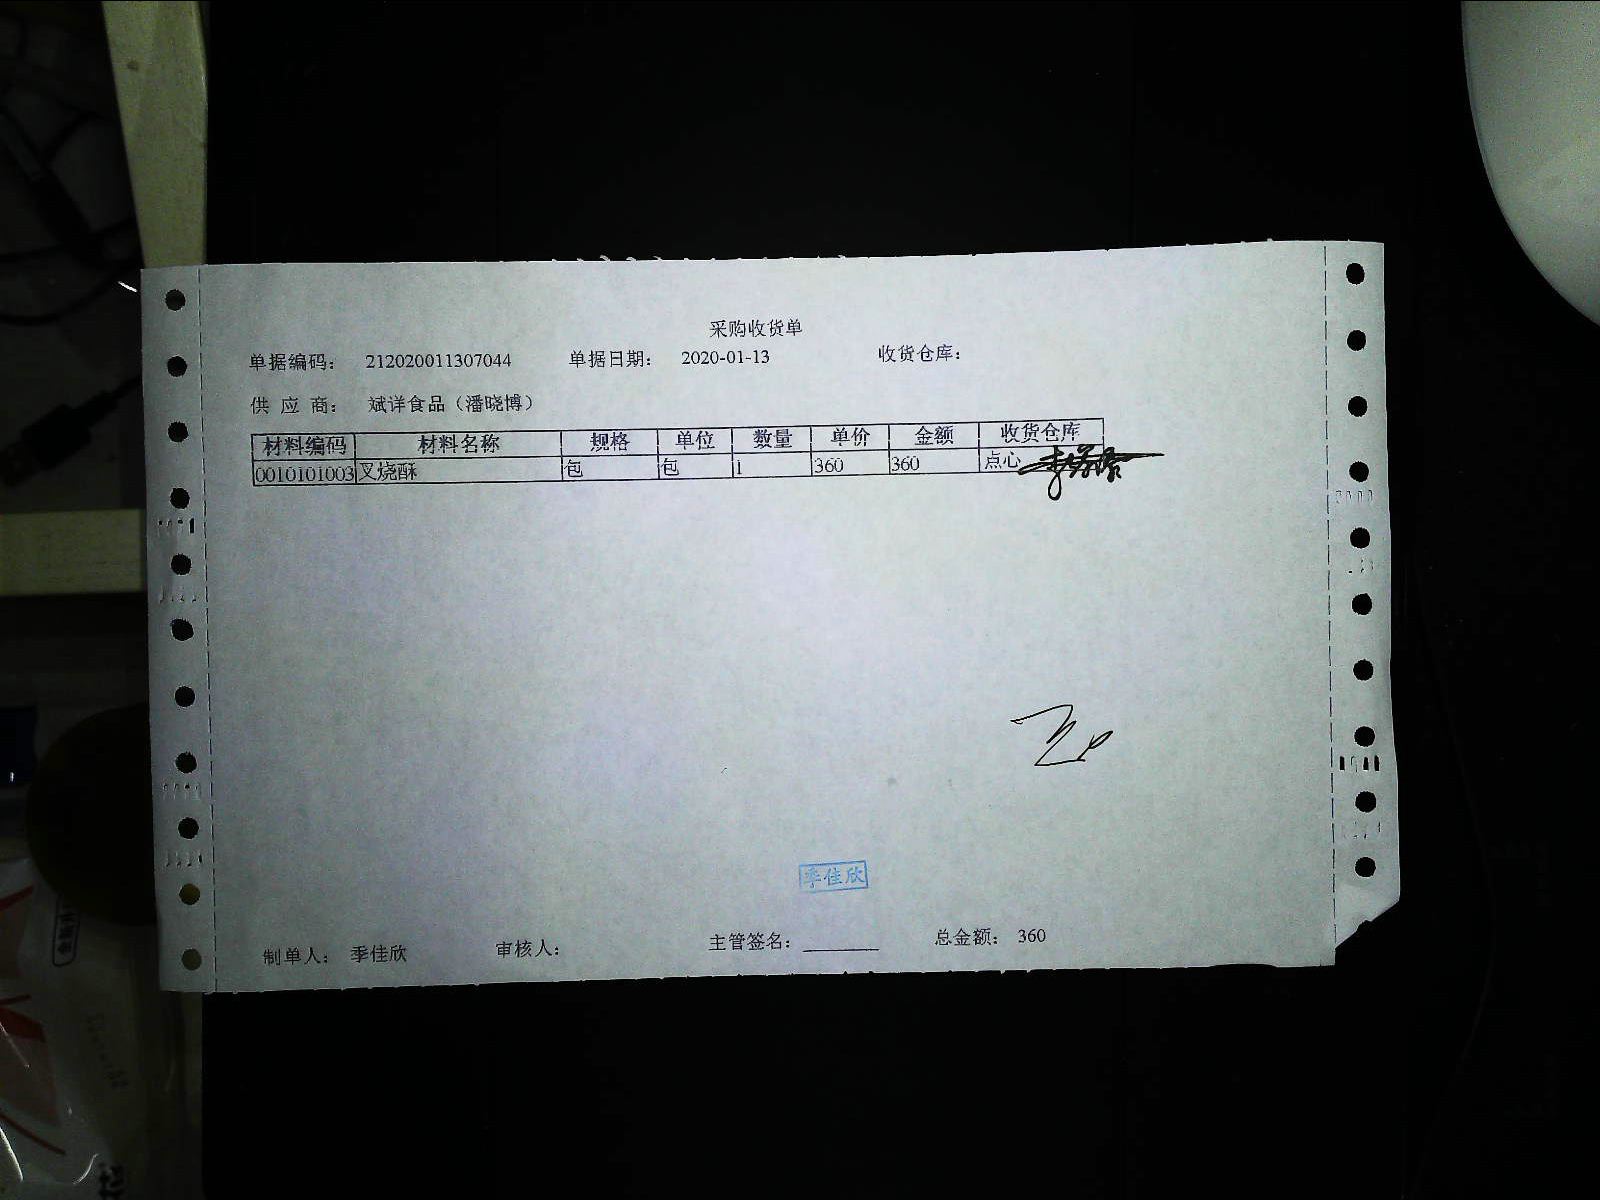 采购收货单
单据编码： 212020011307044 单据日期： 2020-01-13 收货仓库：
供 应 商： 斌详食品（潘晓博）
材料编码 材料名称 规格 单位 数量 单价 金额 收货仓库
0010101003 叉烧酥 包 包 1 360 360 点心
季佳欣
制单人： 季佳欣 审核人： 主管签名： 总金额： 360